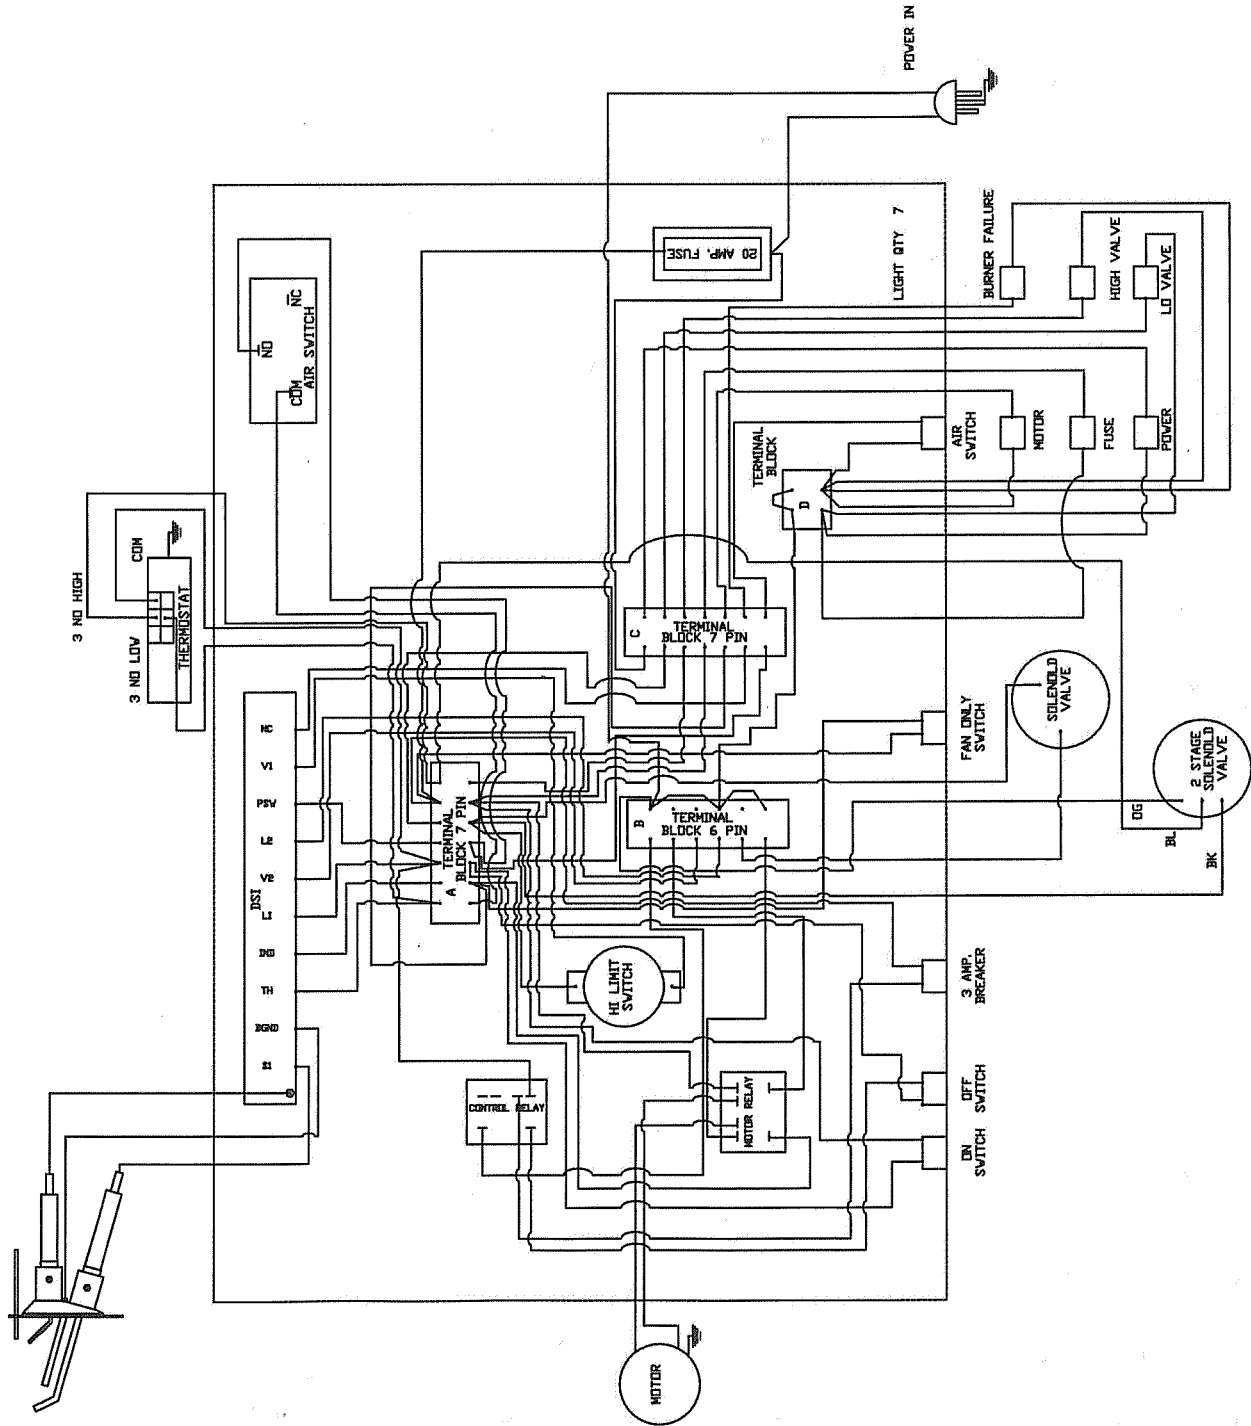 POWER IN
20 AMP. FUSE
LIGHT QTY 7
BURNER FAILURE
HIGH VALVE
LO VALVE
AIR
SWITCH
MOTOR
FUSE
POWER
NO
NC
COM
AIR SWITCH
3 NO HIGH
COM
3 NO LOW
THERMOSTAT
TERMINAL
BLOCK
D
C
TERMINAL
BLOCK 7 PIN
NC
V1
PSW
L2
V2
L1
IND
TH
BGND
S1
DSI
A
TERMINAL
BLOCK 7 PIN
B
TERMINAL
BLOCK 6 PIN
FAN ONLY
SWITCH
SOLENOLD
VALVE
2 STAGE
SOLENOLD
VALVE
OG
BL
BK
HI LIMIT
SWITCH
3 AMP.
BREAKER
CONTROL RELAY
MOTOR RELAY
OFF
SWITCH
ON
SWITCH
MOTOR